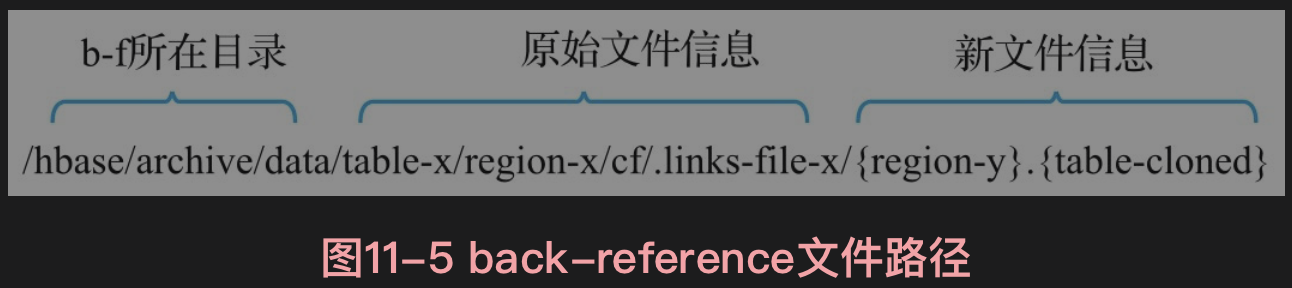 b-f所在目录 原始文件信息 新文件信息
/hbase/archive/data/table-x/region-x/cf/.links-file-x/{region-y}.{table-cloned}
图11-5 back-reference文件路径